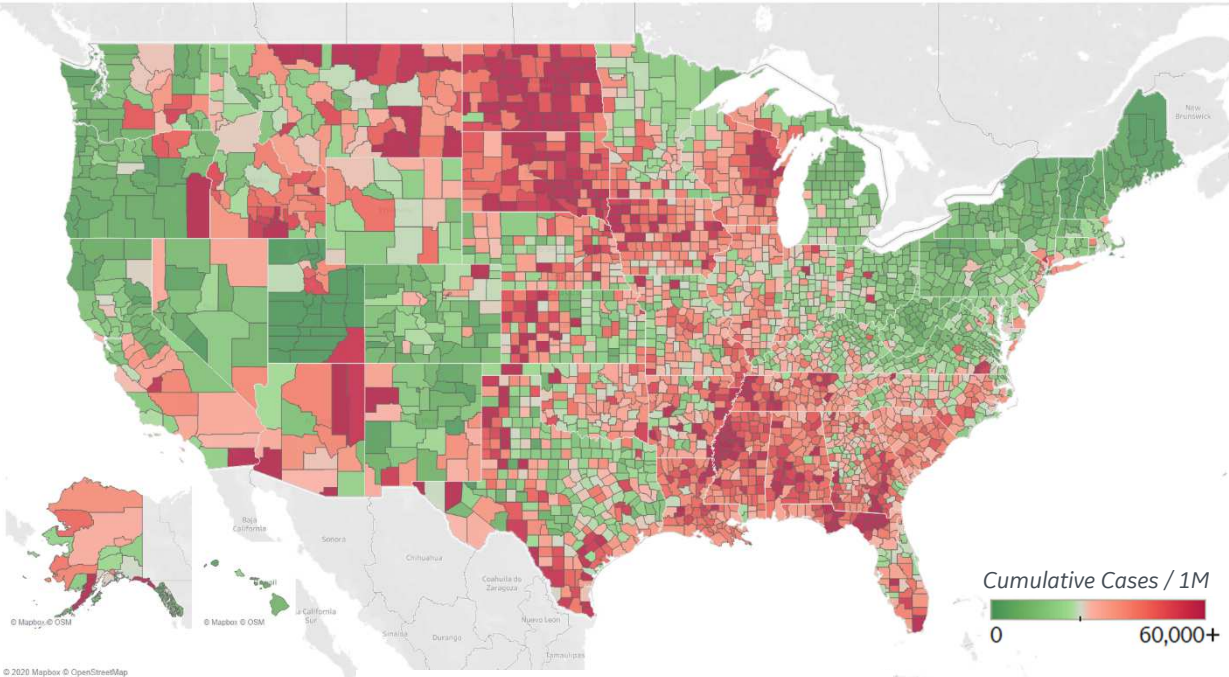 New
Brunswick
Baja
California
Sonora
Chihuahua
Coahuila de
Zaragoza
Nuevo León
Sinaloa
Durango
Tamaulipas
a California
Sur
© Mapbox © OSM
© Mapbox © OSM
Cumulative Cases / 1M
0
60,000+
© 2020 Mapbox © OpenStreetMap